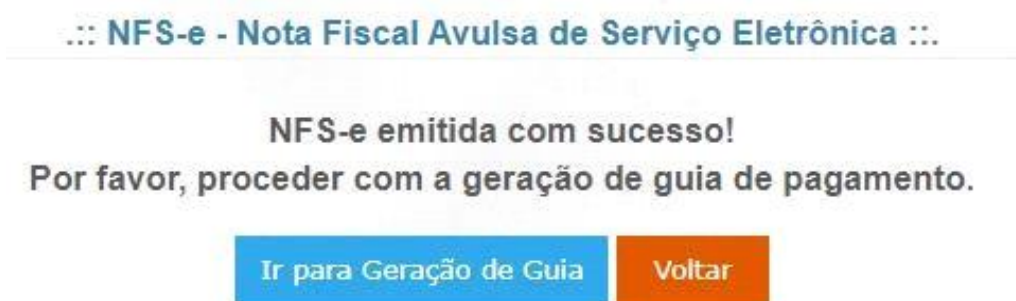 .:: NFS-e - Nota Fiscal Avulsa de Serviço Eletrônica ::.
NFS-e emitida com sucesso!
Por favor, proceder com a geração de guia de pagamento.
Ir para Geração de Guia
Voltar